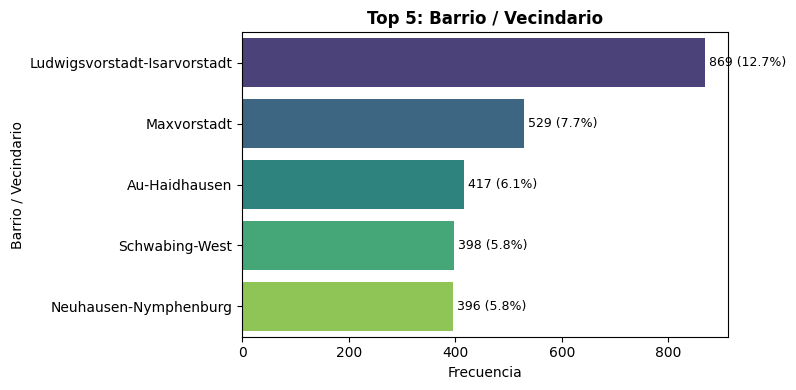 Top 5: Barrio / Vecindario
Barrio / Vecindario
Ludwigsvorstadt-Isarvorstadt
869 (12.7%)
Maxvorstadt
529 (7.7%)
Au-Haidhausen
417 (6.1%)
Schwabing-West
398 (5.8%)
Neuhausen-Nymphenburg
396 (5.8%)
0 200 400 600 800
Frecuencia